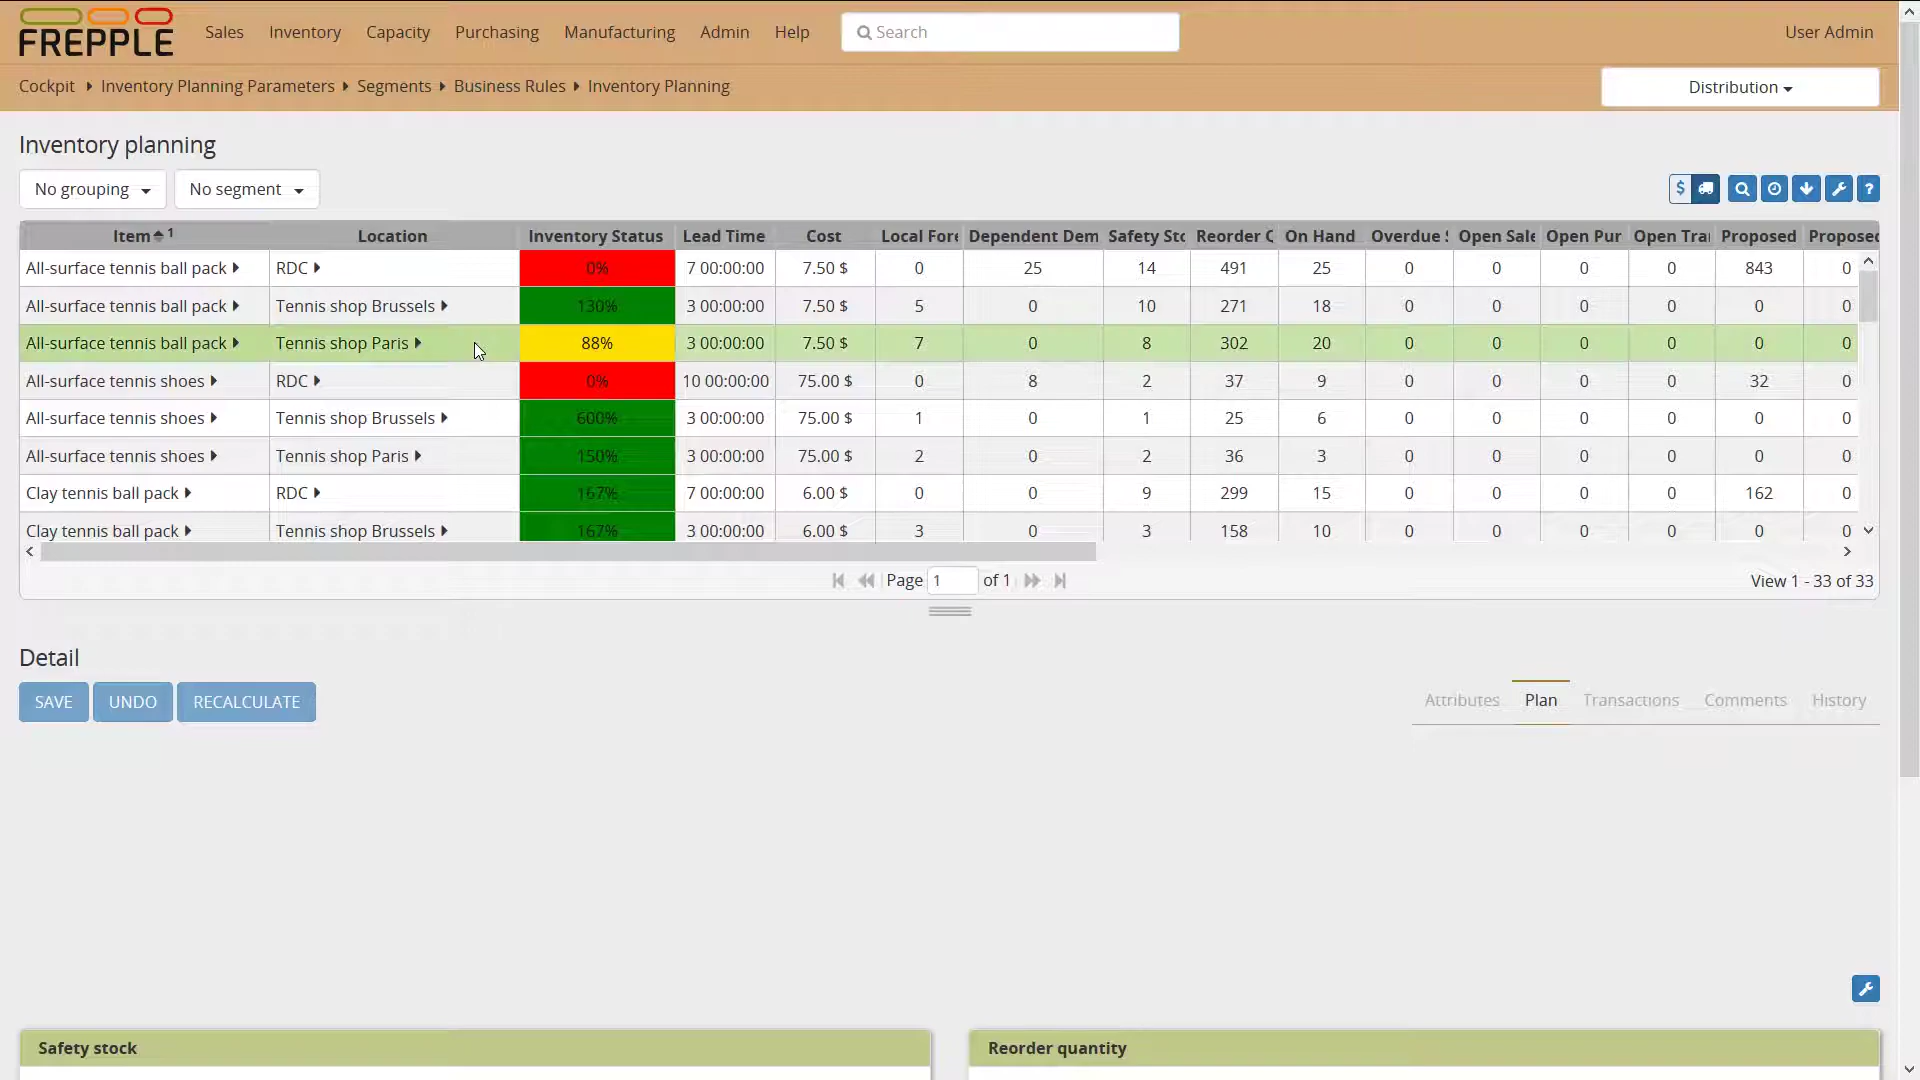 FREPPLE
Sales Inventory Capacity Purchasing Manufacturing Admin Help Search User Admin
Cockpit Inventory Planning Parameters Segments Business Rules Inventory Planning Distribution
Inventory planning
No grouping No segment $ ?
Item 1 Location Inventory Status Lead Time Cost Local Fore Dependent Dem Safety Sto Reorder Q On Hand Overdue S Open Sale Open Pur Open Tra Proposed Proposed
All-surface tennis ball pack RDC 0% 7 00:00:00 7.50 $ 0 25 14 491 25 0 0 0 0 843 0
All-surface tennis ball pack Tennis shop Brussels 130% 3 00:00:00 7.50 $ 5 0 10 271 18 0 0 0 0 0 0
All-surface tennis ball pack Tennis shop Paris 88% 3 00:00:00 7.50 $ 7 0 8 302 20 0 0 0 0 0 0
All-surface tennis shoes RDC 0% 10 00:00:00 75.00 $ 0 8 2 37 9 0 0 0 0 32 0
All-surface tennis shoes Tennis shop Brussels 600% 3 00:00:00 75.00 $ 1 0 1 25 6 0 0 0 0 0 0
All-surface tennis shoes Tennis shop Paris 150% 3 00:00:00 75.00 $ 2 0 2 36 3 0 0 0 0 0 0
Clay tennis ball pack RDC 167% 7 00:00:00 6.00 $ 0 0 9 299 15 0 0 0 0 162 0
Clay tennis ball pack Tennis shop Brussels 167% 3 00:00:00 6.00 $ 3 0 3 158 10 0 0 0 0 0 0
Page 1 of 1 View 1 - 33 of 33
Detail
SAVE UNDO RECALCULATE Attributes Plan Transactions Comments History
Safety stock Reorder quantity